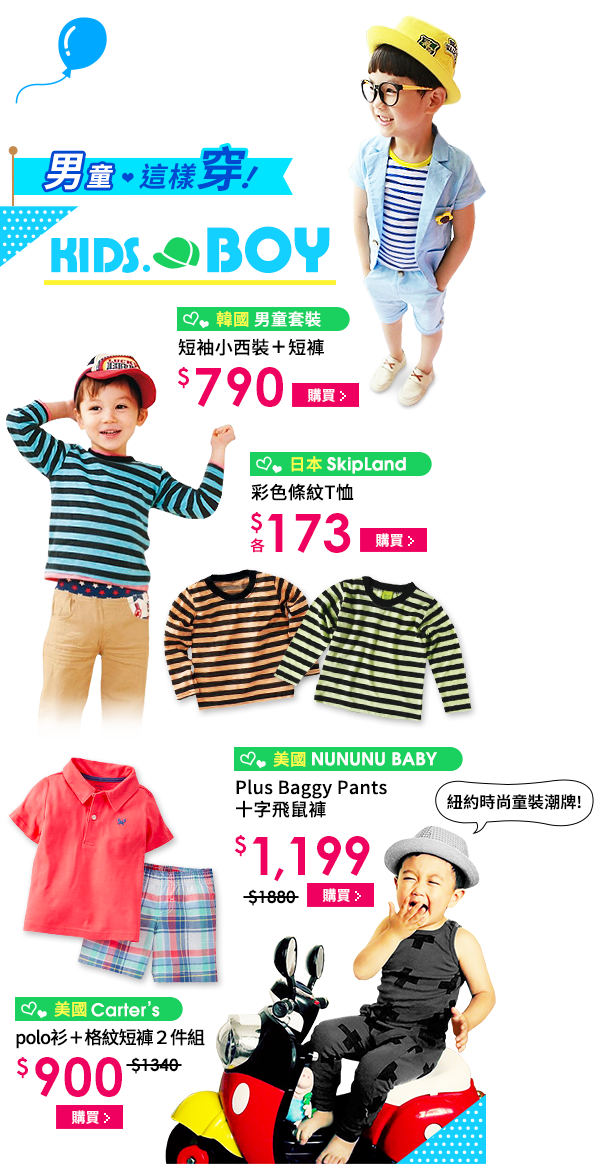 男童♥這樣穿!
KIDS. BOY
韓國 男童套裝
短袖小西裝＋短褲
$790 購買
日本 SkipLand
彩色條紋T恤
$各173 購買
美國 NUNUNU BABY
Plus Baggy Pants
十字飛鼠褲
紐約時尚童裝潮牌!
$1,199
$1880 購買
美國 Carter's
polo衫＋格紋短褲２件組
$900 $1340
購買